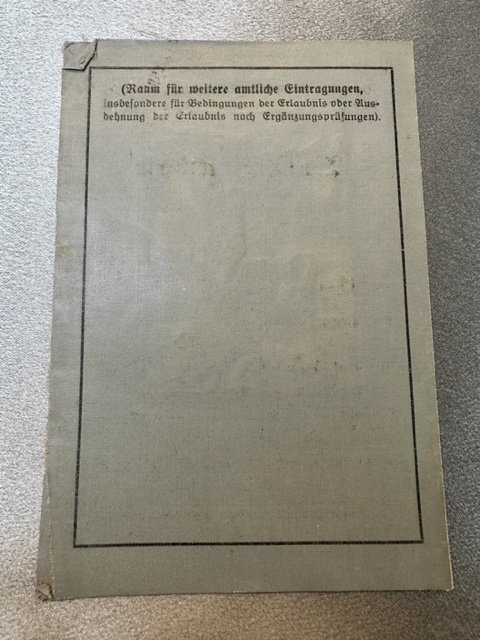 (Raum für weitere amtliche Eintragungen,
insbesondere für Bedingungen der Erlaubnis oder Aus-
dehnung der Erlaubnis nach Ergänzungsprüfungen).